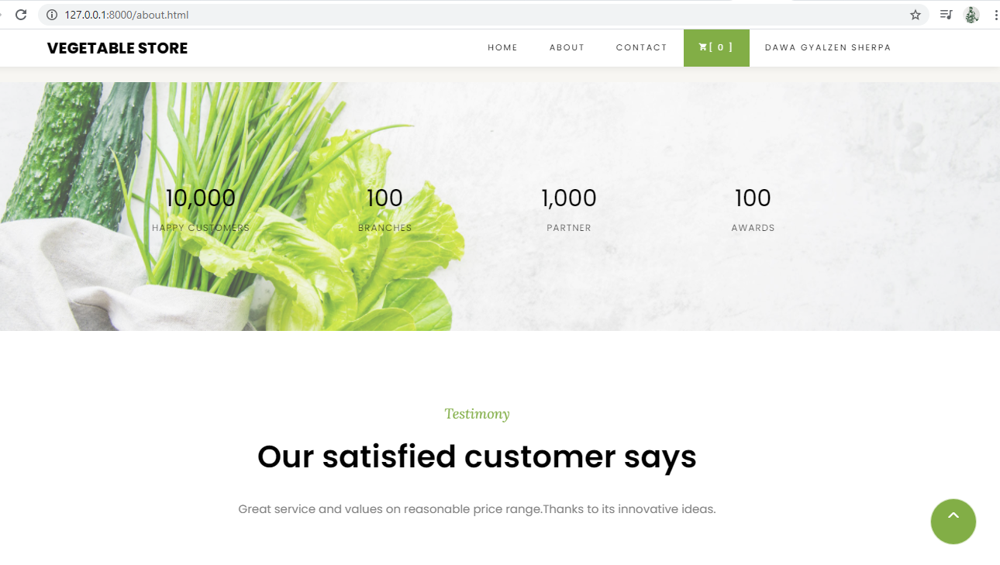 127.0.0.1:8000/about.html
VEGETABLE STORE HOME ABOUT CONTACT [ 0 ] DAWA GYALZEN SHERPA
10,000 100 1,000 100
HAPPY CUSTOMERS BRANCHES PARTNER AWARDS
Testimony
Our satisfied customer says
Great service and values on reasonable price range.Thanks to its innovative ideas.